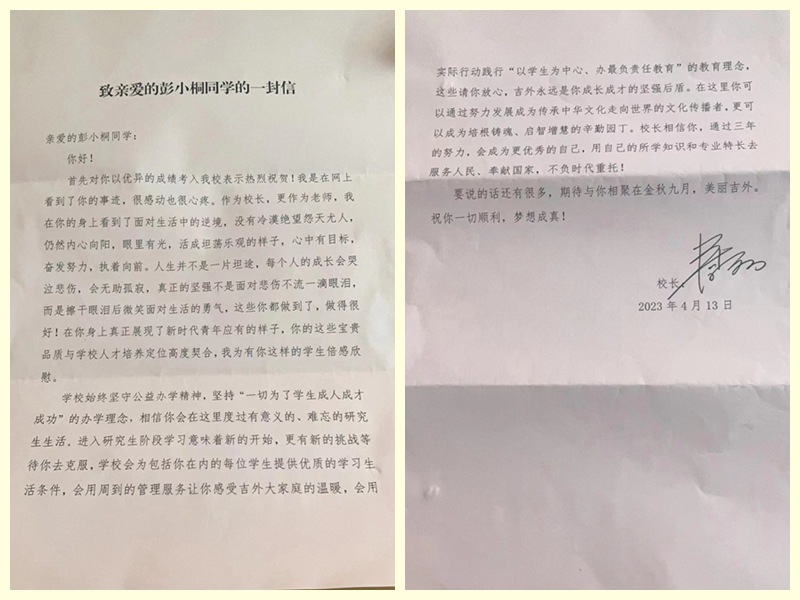 致亲爱的彭小桐同学的一封信
亲爱的彭小桐同学：
你好！
首先对你以优异的成绩考入我校表示热烈祝贺！我是在网上
看到了你的事迹，很感动也很心疼。作为校长，更作为老师，我
在你的身上看到了面对生活中的逆境，没有冷漠绝望怨天尤人，
仍然内心向阳，眼里有光，活成坦荡乐观的样子，心中有目标，
奋发努力，执着向前。人生并不是一片坦途，每个人的成长会哭
泣悲伤，会无助孤寂，真正的坚强不是面对悲伤不流一滴眼泪，
而是擦干眼泪后微笑面对生活的勇气，这些你都做到了，做得很
好！在你身上真正展现了新时代青年应有的样子，你的这些宝贵
品质与学校人才培养定位高度契合，我为有你这样的学生倍感欣
慰。
学校始终坚守公益办学精神，坚持“一切为了学生成人成才
成功”的办学理念，相信你会在这里度过有意义的、难忘的研究
生生活。进入研究生阶段学习意味着新的开始，更有新的挑战等
待你去克服，学校会为包括你在内的每位学生提供优质的学习生
活条件，会用周到的管理服务让你感受吉外大家庭的温暖，会用
实际行动践行“以学生为中心、办最负责任教育”的教育理念，
这些请你放心，吉外永远是你成长成才的坚强后盾。在这里你可
以通过努力发展成为传承中华文化走向世界的文化传播者，更可
以成为培根铸魂、启智增慧的辛勤园丁。校长相信你，通过三年
的努力，会成为更优秀的自己，用自己的所学知识和专业特长去
服务人民、奉献国家，不负时代重托！
要说的话还有很多，期待与你相聚在金秋九月，美丽吉外。
祝你一切顺利，梦想成真！
校长：
2023年4月13日